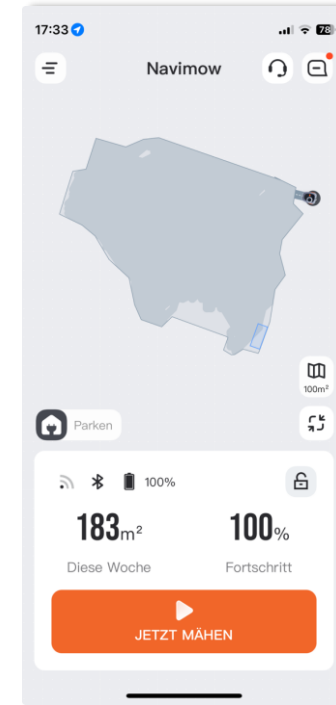 17:33
78
Navimow
100m²
Parken
100%
183m² 100%
Diese Woche Fortschritt
JETZT MÄHEN